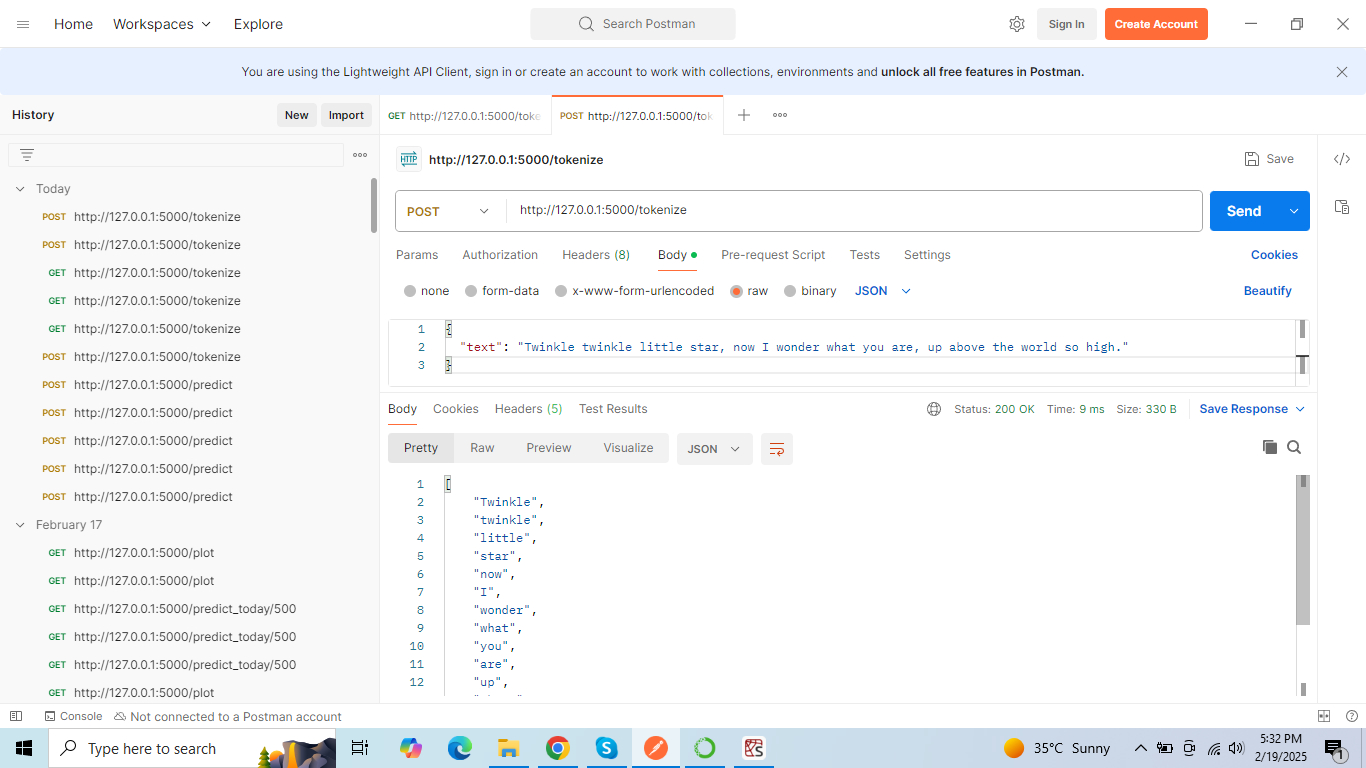 Home Workspaces Explore Search Postman Sign In Create Account
You are using the Lightweight API Client, sign in or create an account to work with collections, environments and unlock all free features in Postman.
History New Import
GET http://127.0.0.1:5000/toke
POST http://127.0.0.1:5000/tok
HTTP http://127.0.0.1:5000/tokenize Save
Today
POST http://127.0.0.1:5000/tokenize
POST http://127.0.0.1:5000/tokenize
GET http://127.0.0.1:5000/tokenize
GET http://127.0.0.1:5000/tokenize
GET http://127.0.0.1:5000/tokenize
POST http://127.0.0.1:5000/tokenize
POST http://127.0.0.1:5000/predict
POST http://127.0.0.1:5000/predict
POST http://127.0.0.1:5000/predict
POST http://127.0.0.1:5000/predict
POST http://127.0.0.1:5000/predict
February 17
GET http://127.0.0.1:5000/plot
GET http://127.0.0.1:5000/plot
GET http://127.0.0.1:5000/predict_today/500
GET http://127.0.0.1:5000/predict_today/500
GET http://127.0.0.1:5000/predict_today/500
GET http://127.0.0.1:5000/plot
POST http://127.0.0.1:5000/tokenize Send
Params Authorization Headers (8) Body Pre-request Script Tests Settings Cookies
none form-data x-www-form-urlencoded raw binary JSON Beautify
1 {
2 "text": "Twinkle twinkle little star, now I wonder what you are, up above the world so high."
3 }
Body Cookies Headers (5) Test Results Status: 200 OK Time: 9 ms Size: 330 B Save Response
Pretty Raw Preview Visualize JSON
1 [
2 "Twinkle",
3 "twinkle",
4 "little",
5 "star",
6 "now",
7 "I",
8 "wonder",
9 "what",
10 "you",
11 "are",
12 "up",
Console Not connected to a Postman account
Type here to search
35°C Sunny
5:32 PM
2/19/2025
1